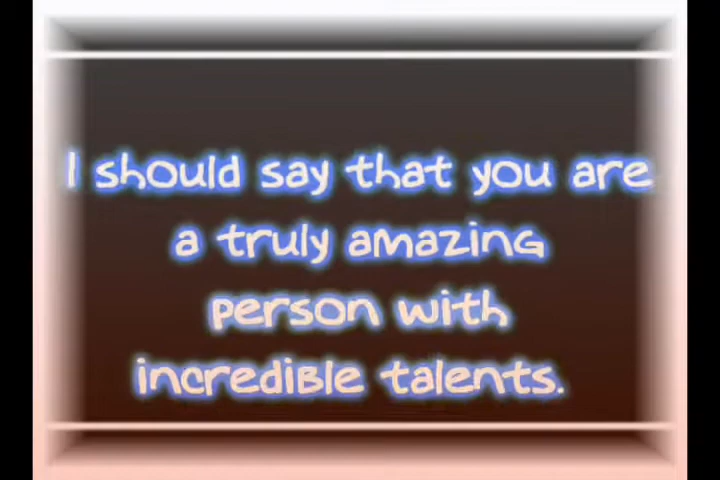 I should say that you are
a truly amazing
person with
incredible talents.